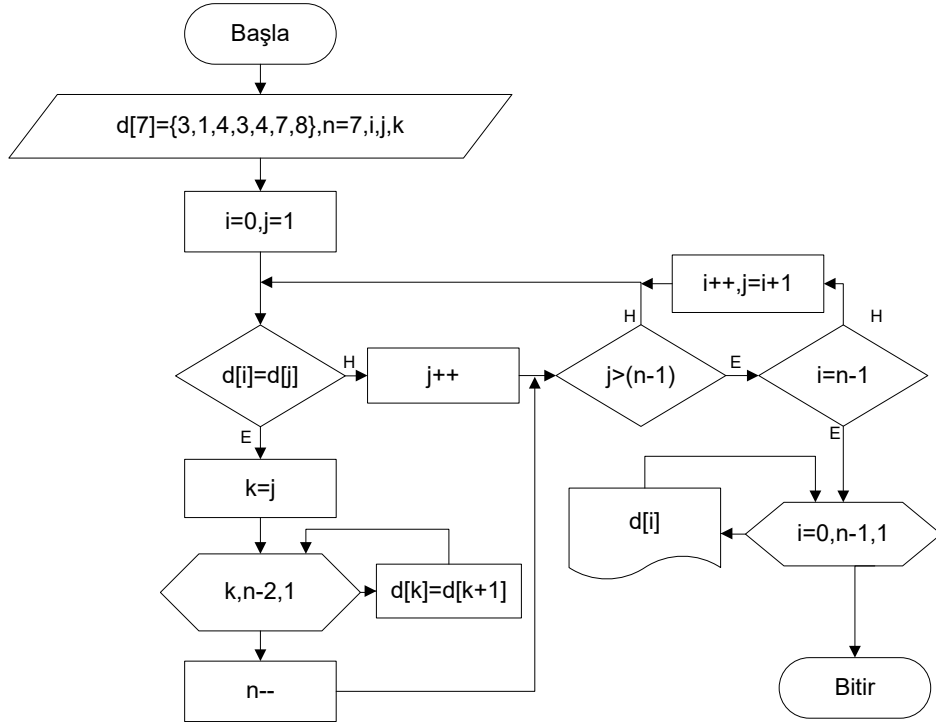 Başla
d[7]={3,1,4,3,4,7,8},n=7,i,j,k
i=0,j=1
i++,j=i+1
H
H
d[i]=d[j]
H
j++
j>(n-1)
E
i=n-1
E
E
k=j
d[i]
i=0,n-1,1
k,n-2,1
d[k]=d[k+1]
n--
Bitir